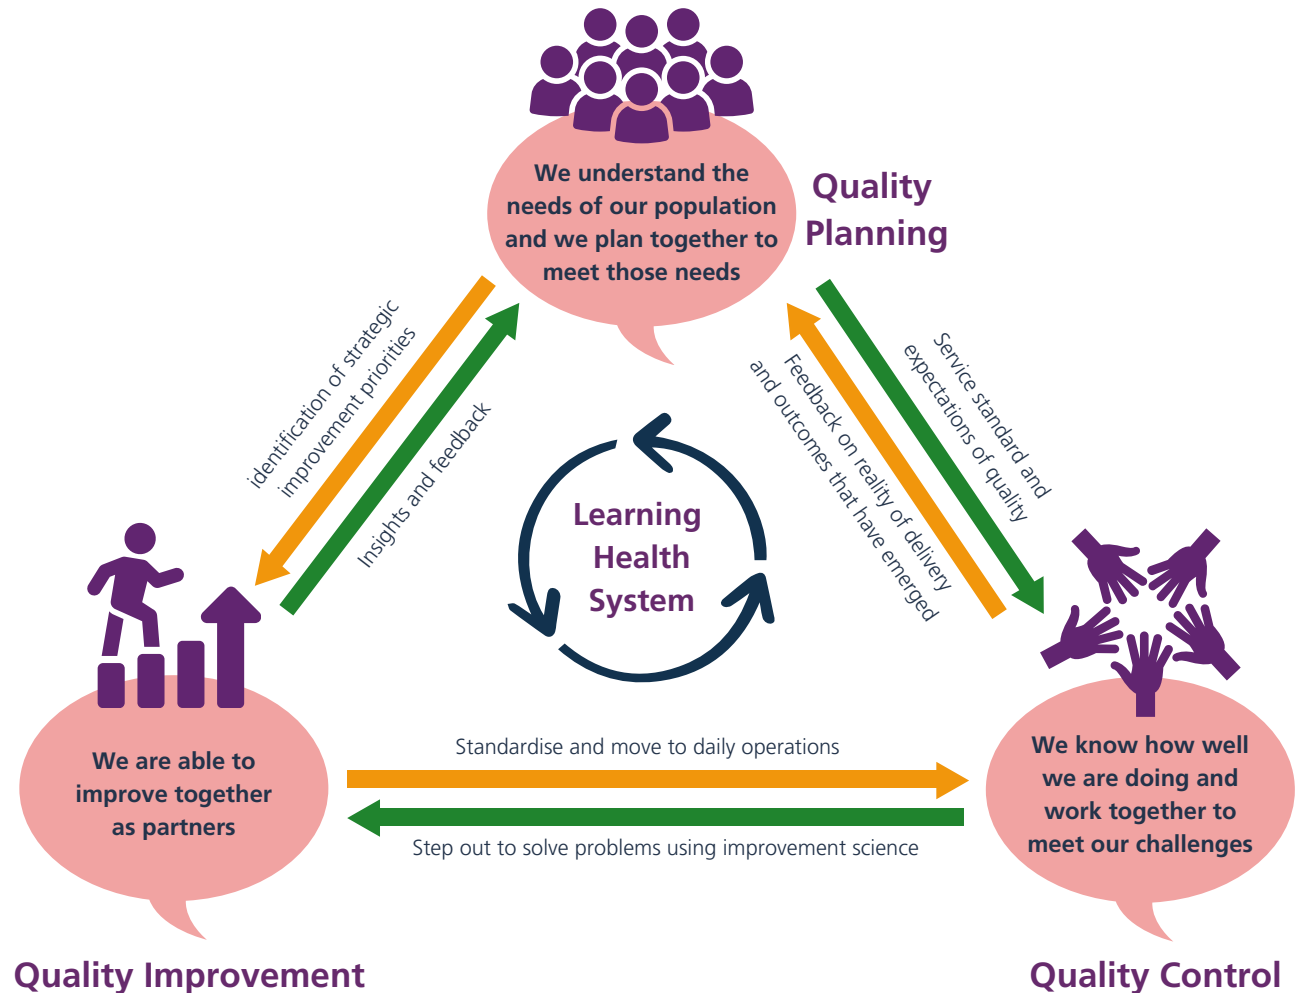 We understand the
needs of our population
and we plan together to
meet those needs
Quality
Planning
identification of strategic
improvement priorities
Insights and feedback
Service standard and
expectations of quality
Feedback on reality of delivery
and outcomes that have emerged
Learning
Health
System
We are able to
improve together
as partners
Quality Improvement
Standardise and move to daily operations
Step out to solve problems using improvement science
We know how well
we are doing and
work together to
meet our challenges
Quality Control